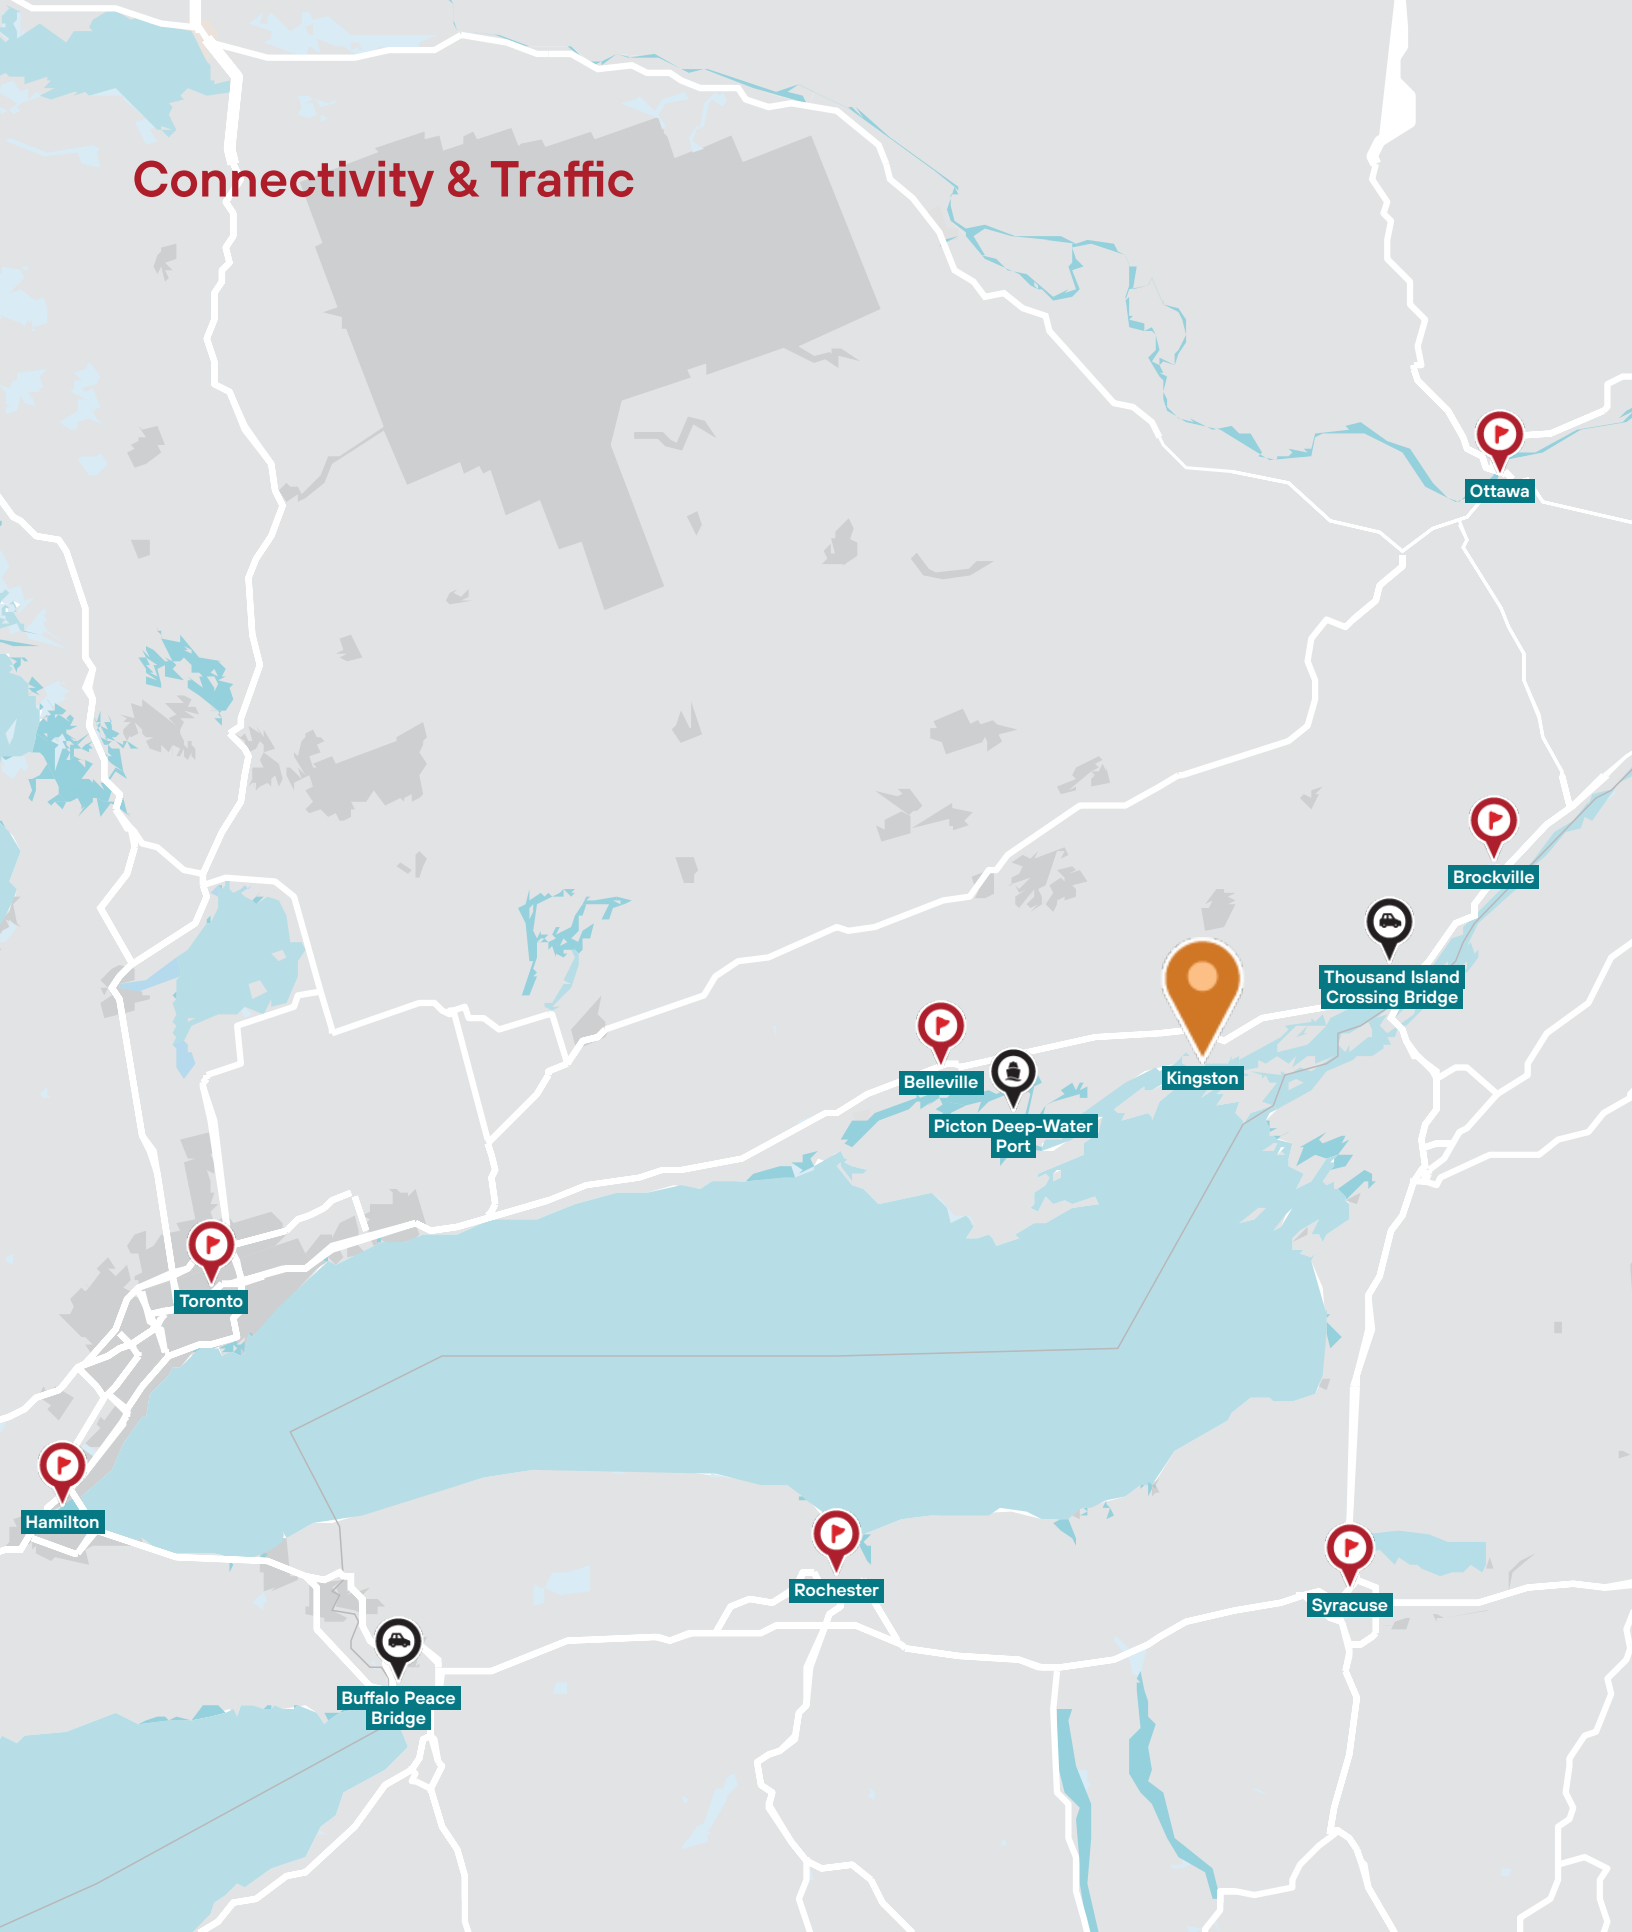 Connectivity & Traffic
Ottawa
Brockville
Thousand Island
Crossing Bridge
Kingston
Belleville
Picton Deep-Water
Port
Toronto
Hamilton
Rochester
Syracuse
Buffalo Peace
Bridge